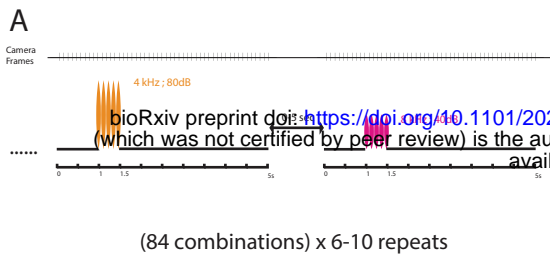 A
Camera
Frames
4 kHz ; 80dB
bioRxiv preprint doi: https://doi.org/10.1101/202
(which was not certified by peer review) is the au
avail
......
0 1 1.5 5s
0 1 1.5 5s
(84 combinations) x 6-10 repeats